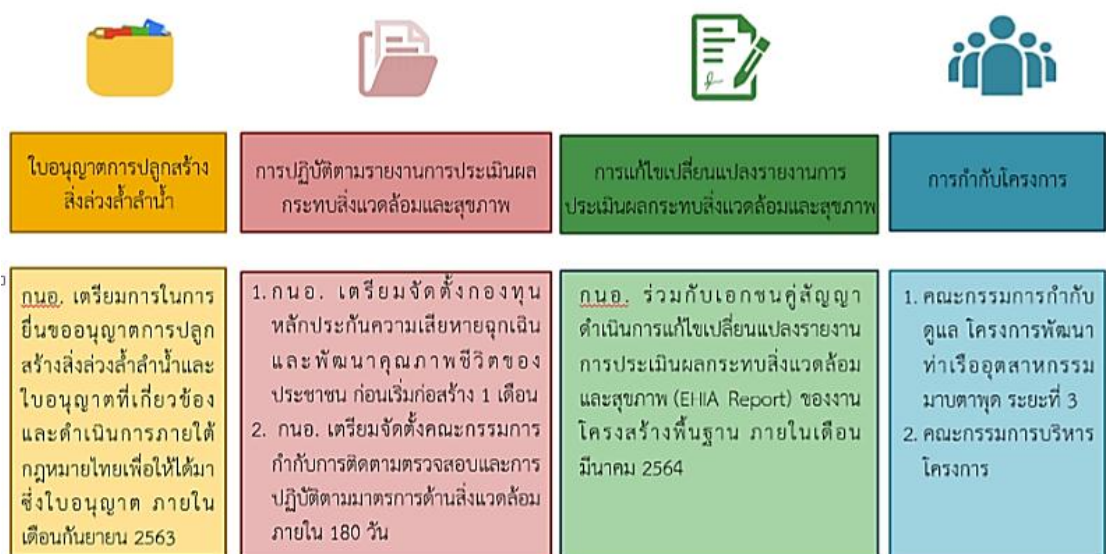 ใบอนุญาตการปลูกสร้าง
สิ่งล่วงล้ำลำน้ำ
การปฏิบัติตามรายงานการประเมินผล
กระทบสิ่งแวดล้อมและสุขภาพ
การแก้ไขเปลี่ยนแปลงรายงานการ
ประเมินผลกระทบสิ่งแวดล้อมและสุขภาพ
การกำกับโครงการ
กนอ. เตรียมการในการ
ยื่นขออนุญาตการปลูก
สร้างสิ่งล่วงล้ำลำน้ำและ
ใบอนุญาตที่เกี่ยวข้อง
และดำเนินการภายใต้
กฎหมายไทยเพื่อให้ได้มา
ซึ่งใบอนุญาต ภายใน
เดือนกันยายน 2563
1. กนอ. เตรียมจัดตั้งกองทุน
หลักประกันความเสียหายฉุกเฉิน
และพัฒนาคุณภาพชีวิตของ
ประชาชน ก่อนเริ่มก่อสร้าง 1 เดือน
2. กนอ. เตรียมจัดตั้งคณะกรรมการ
กำกับการติดตามตรวจสอบและการ
ปฏิบัติตามมาตรการด้านสิ่งแวดล้อม
ภายใน 180 วัน
กนอ. ร่วมกับเอกชนคู่สัญญา
ดำเนินการแก้ไขเปลี่ยนแปลงรายงาน
การประเมินผลกระทบสิ่งแวดล้อม
และสุขภาพ (EHIA Report) ของงาน
โครงสร้างพื้นฐาน ภายในเดือน
มีนาคม 2564
1. คณะกรรมการกำกับ
ดูแล โครงการพัฒนา
ท่าเรืออุตสาหกรรม
มาบตาพุด ระยะที่ 3
2. คณะกรรมการบริหาร
โครงการ